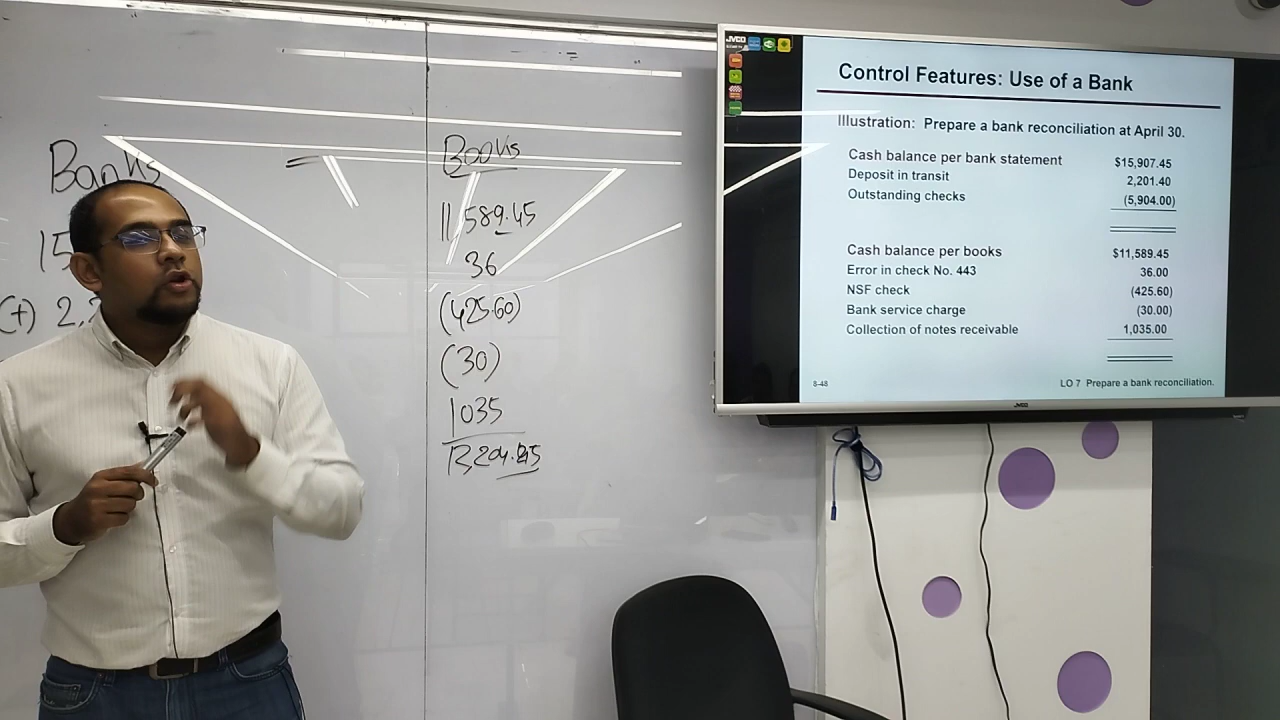 Banks
=
Books
15
11,589.45
36
(+) 2,2
(425.60)
(30)
1035
JVCO
Control Features: Use of a Bank
Illustration: Prepare a bank reconciliation at April 30.
Cash balance per bank statement $15,907.45
Deposit in transit 2,201.40
Outstanding checks (5,904.00)
Cash balance per books $11,589.45
Error in check No. 443 36.00
NSF check (425.60)
Bank service charge (30.00)
Collection of notes receivable 1,035.00
8-48
LO 7 Prepare a bank reconciliation.
JVCO